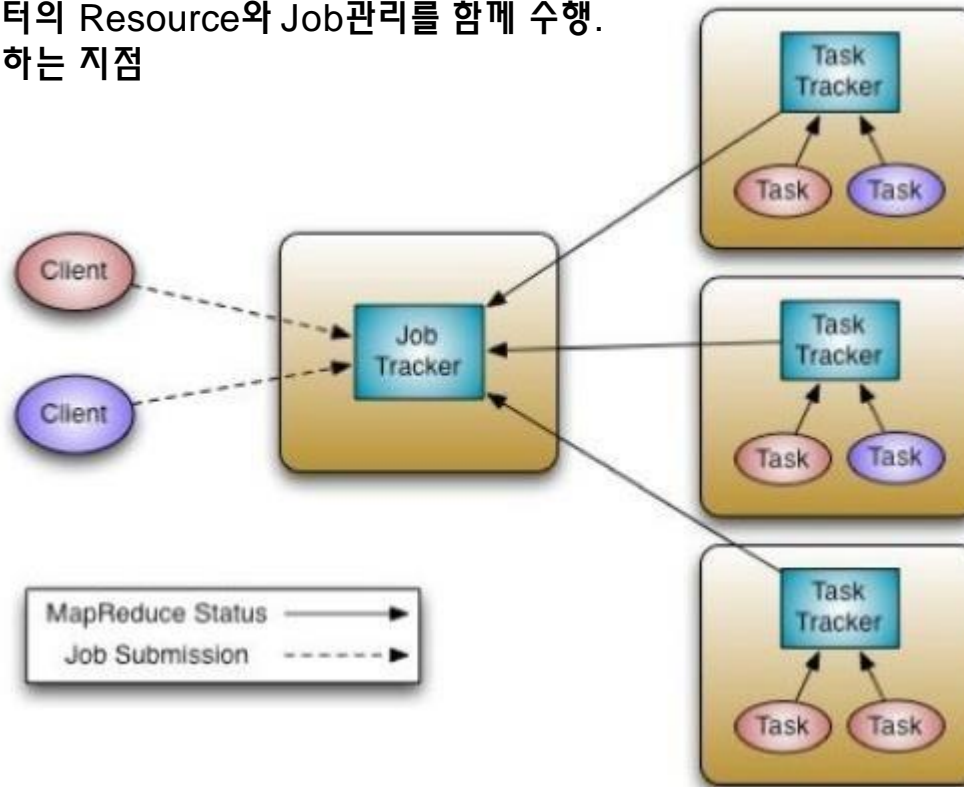 터의 Resource와 Job관리를 함께 수행.
하는 지점
Task
Tracker
Task
Task
Client
Job
Tracker
Client
Task
Tracker
Task
Task
MapReduce Status
Job Submission
Task
Tracker
Task
Task